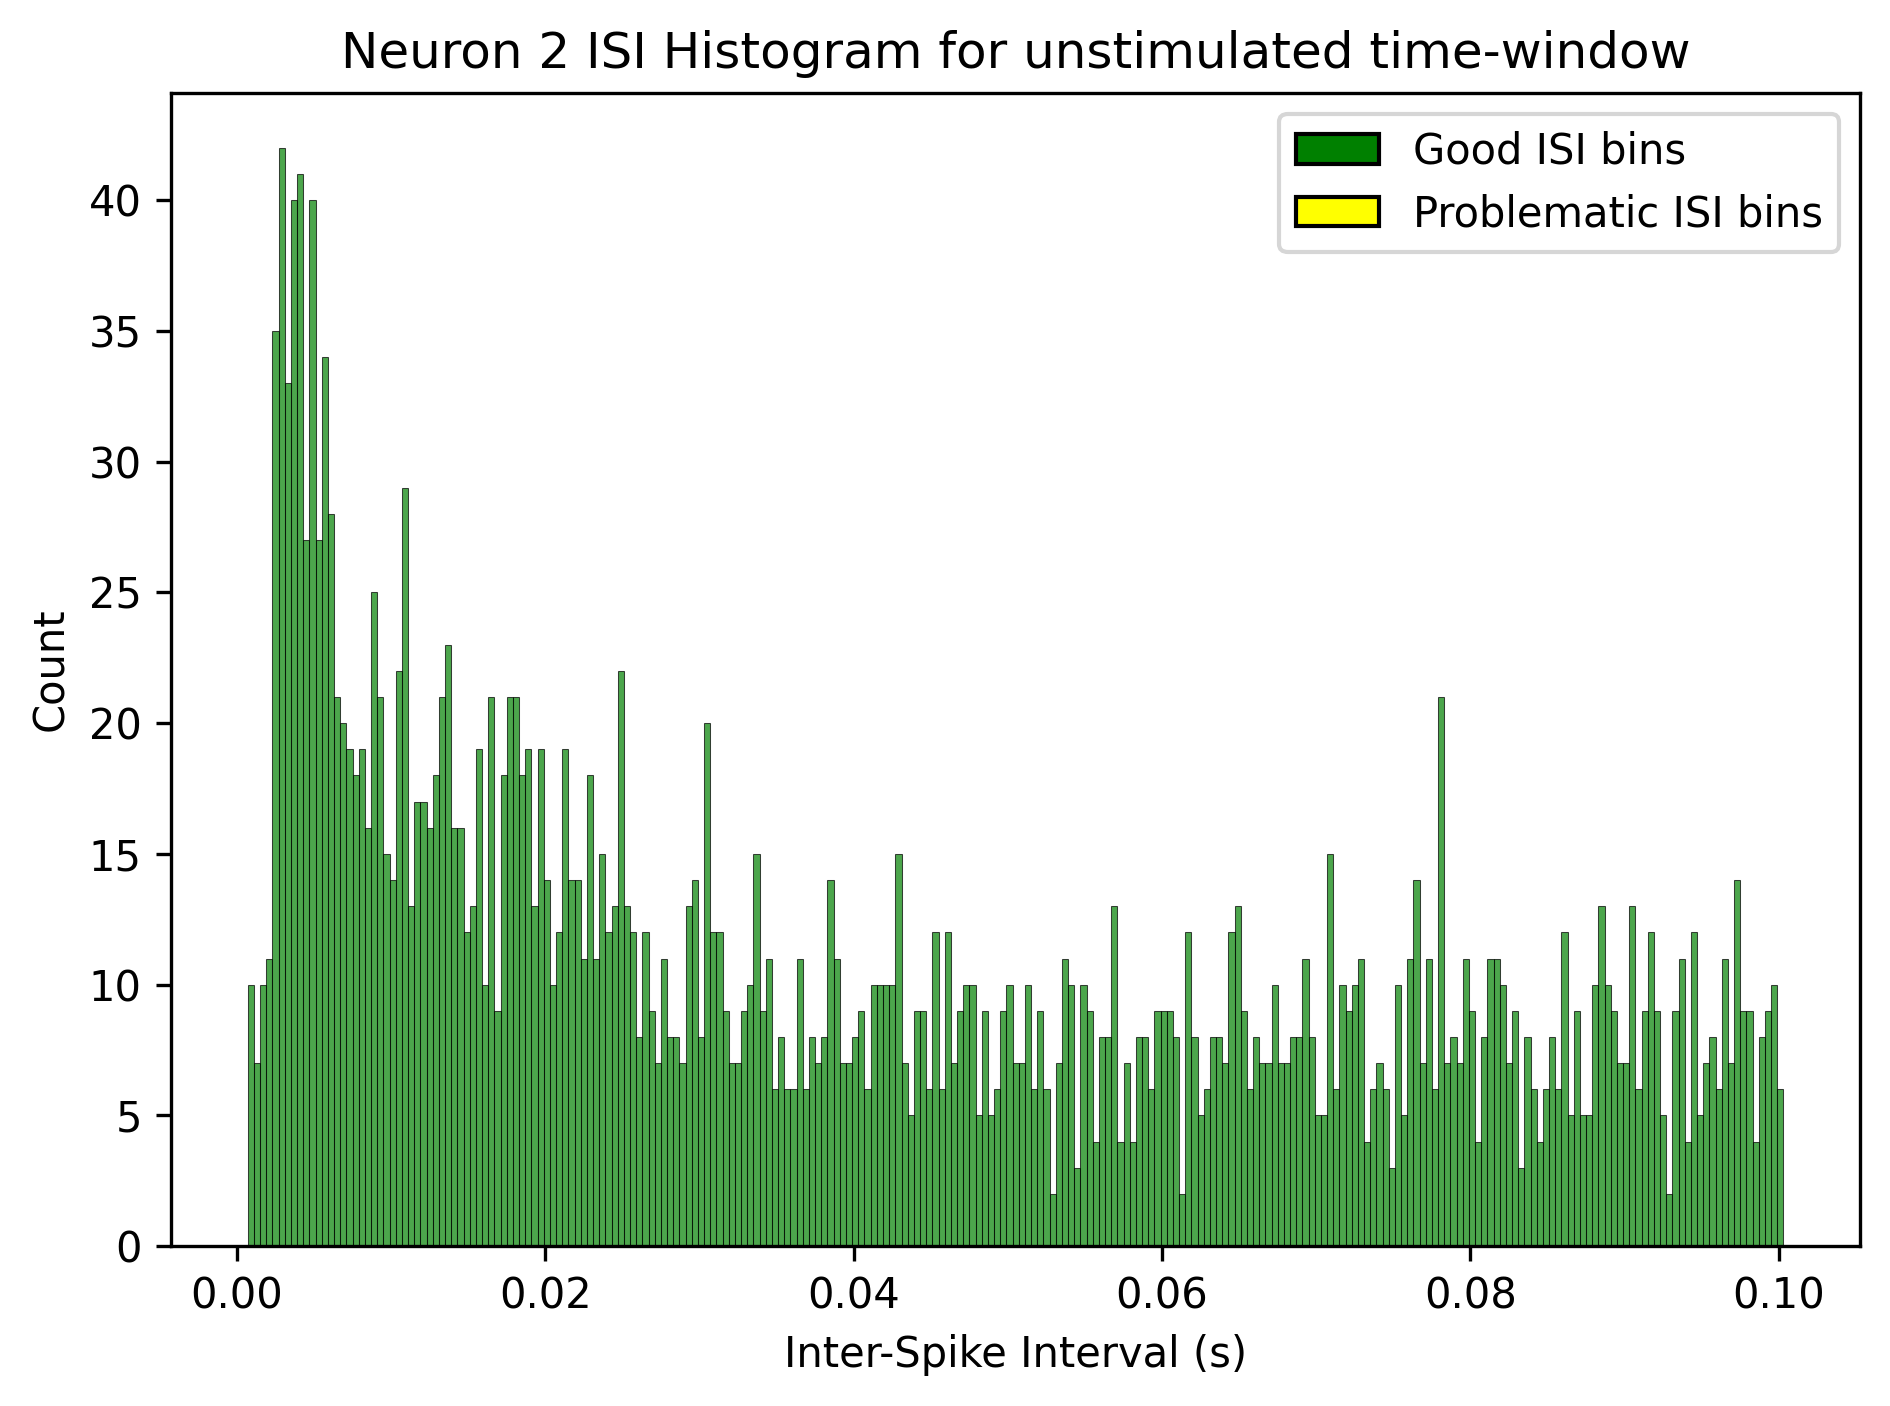 Neuron 2 ISI Histogram for unstimulated time-window
Good ISI bins
Problematic ISI bins
Count
40
35
30
25
20
15
10
5
0
0.00 0.02 0.04 0.06 0.08 0.10
Inter-Spike Interval (s)